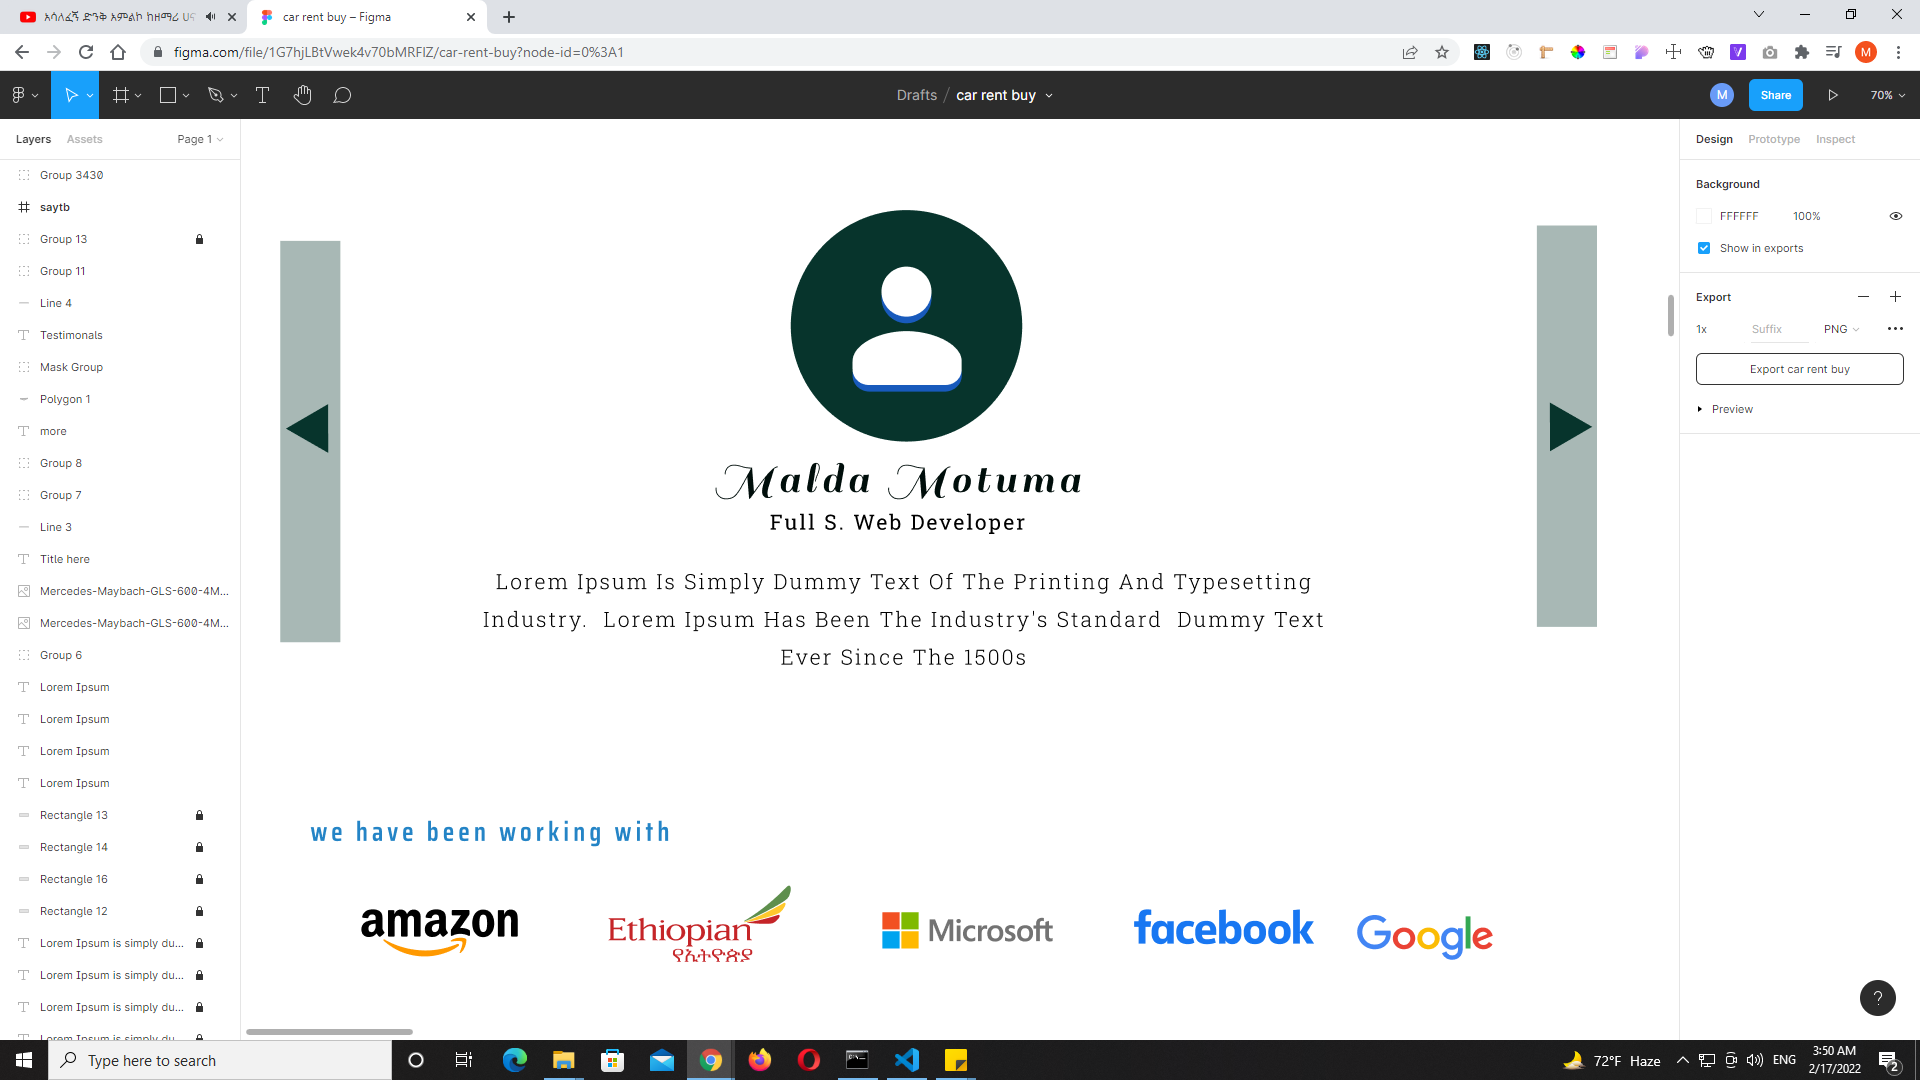 አሳለፈኝ ድንቅ አምልኮ ከዘማሪ
car rent buy – Figma
figma.com/file/1G7hjLBtVwek4v70bMRFlZ/car-rent-buy?node-id=0%3A1
M
Drafts / car rent buy
M
Share
70%
Layers
Assets
Page 1
Group 3430
saytb
Group 13
Group 11
Line 4
Testimonals
Mask Group
Polygon 1
more
Group 8
Group 7
Line 3
Title here
Mercedes-Maybach-GLS-600-4M...
Mercedes-Maybach-GLS-600-4M...
Group 6
Lorem Ipsum
Lorem Ipsum
Lorem Ipsum
Lorem Ipsum
Rectangle 13
Rectangle 14
Rectangle 16
Rectangle 12
Lorem Ipsum is simply du...
Lorem Ipsum is simply du...
Lorem Ipsum is simply du...
Lorem Ipsum is simply du...
Malda Motuma
Full S. Web Developer
Lorem Ipsum Is Simply Dummy Text Of The Printing And Typesetting
Industry. Lorem Ipsum Has Been The Industry's Standard Dummy Text
Ever Since The 1500s
we have been working with
amazon
Ethiopian
የኢትዮጵያ
Microsoft
facebook
Google
Design
Prototype
Inspect
Background
FFFFFF
100%
Show in exports
Export
1x
Suffix
PNG
Export car rent buy
Preview
?
Type here to search
72°F Haze
ENG
3:50 AM
2/17/2022
2